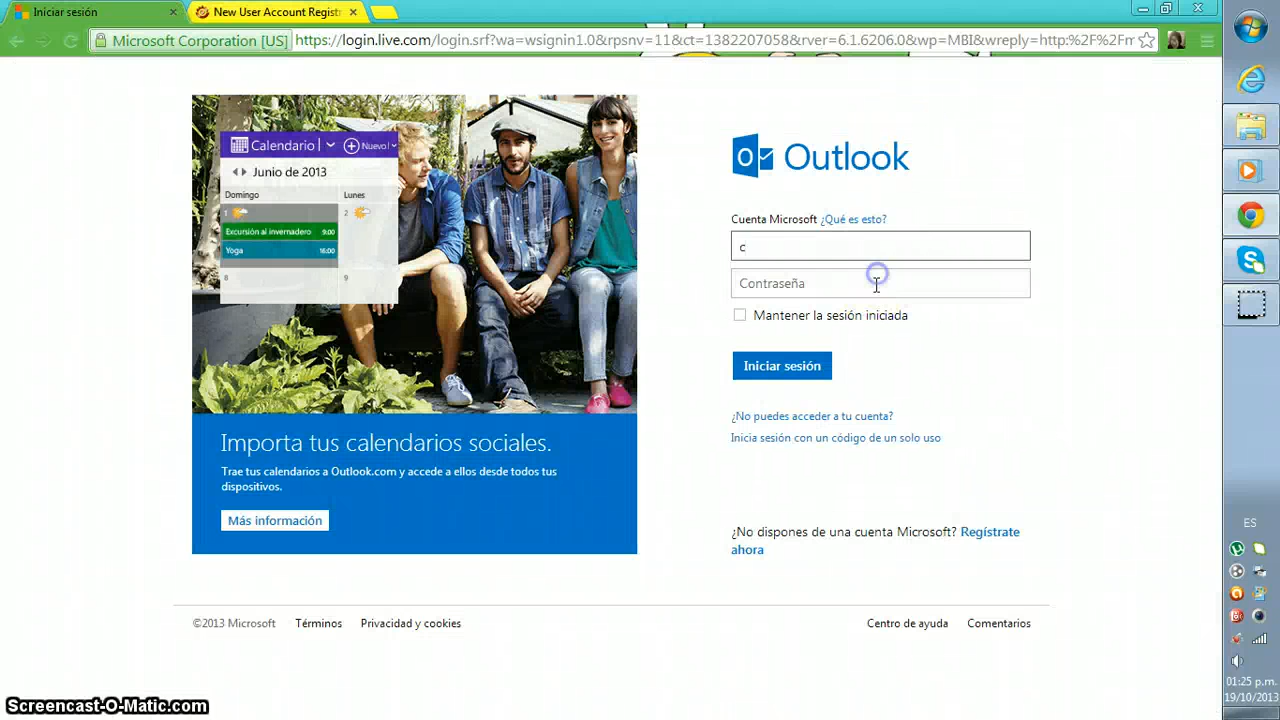 Iniciar sesión
New User Account Registr
Microsoft Corporation [US]
https://login.live.com/login.srf?wa=wsignin1.0&rpsnv=11&ct=1382207058&rver=6.1.6206.0&wp=MBI&wreply=http:%2F%2Fm
Calendario
Nuevo
Junio de 2013
Domingo
Lunes
1
2
Excursión al invernadero 9:00
Yoga 16:00
8
9
Importa tus calendarios sociales.
Trae tus calendarios a Outlook.com y accede a ellos desde todos tus
dispositivos.
Más información
Outlook
Cuenta Microsoft ¿Qué es esto?
c
Contraseña
Mantener la sesión iniciada
Iniciar sesión
¿No puedes acceder a tu cuenta?
Inicia sesión con un código de un solo uso
¿No dispones de una cuenta Microsoft? Regístrate
ahora
©2013 Microsoft
Términos
Privacidad y cookies
Centro de ayuda
Comentarios
ES
01:25 p.m.
19/10/2013
Screencast-O-Matic.com